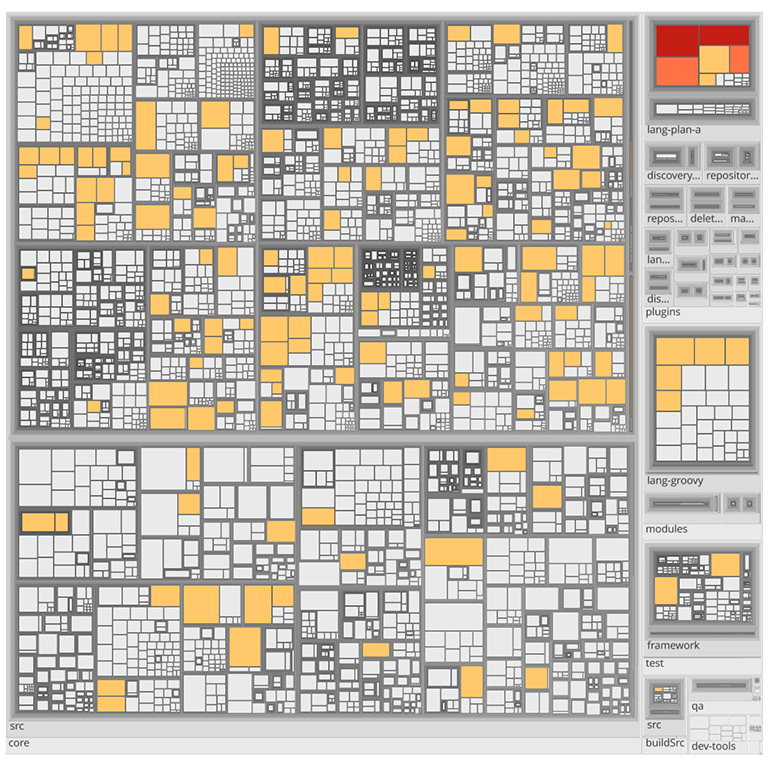 lang-plan-a
discovery... repositor...
repos... delet... ma...
lan...
dis...
plugins
lang-groovy
modules
framework
test
qa
src
buildSrc dev-tools
src
core